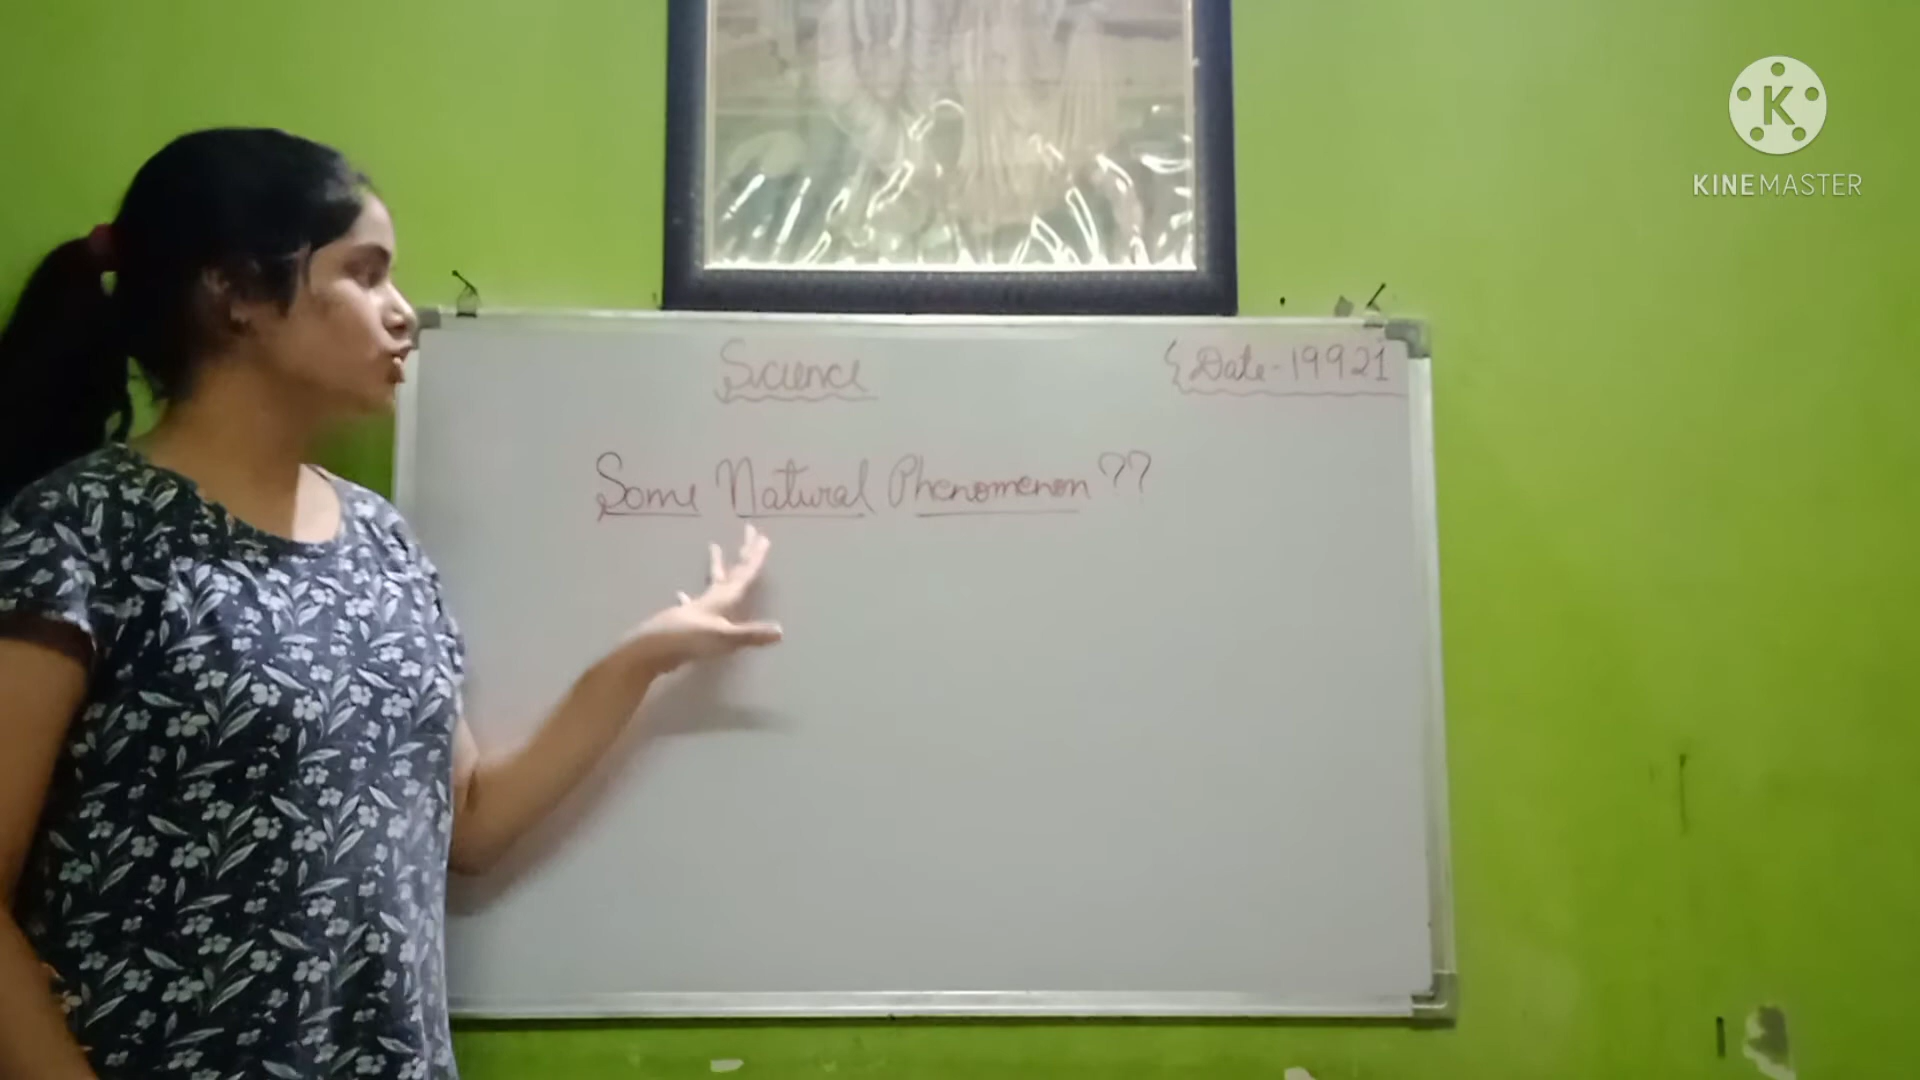 Science
{ Date - 19921
Some Natural Phenomenon ??
K
KINEMASTER